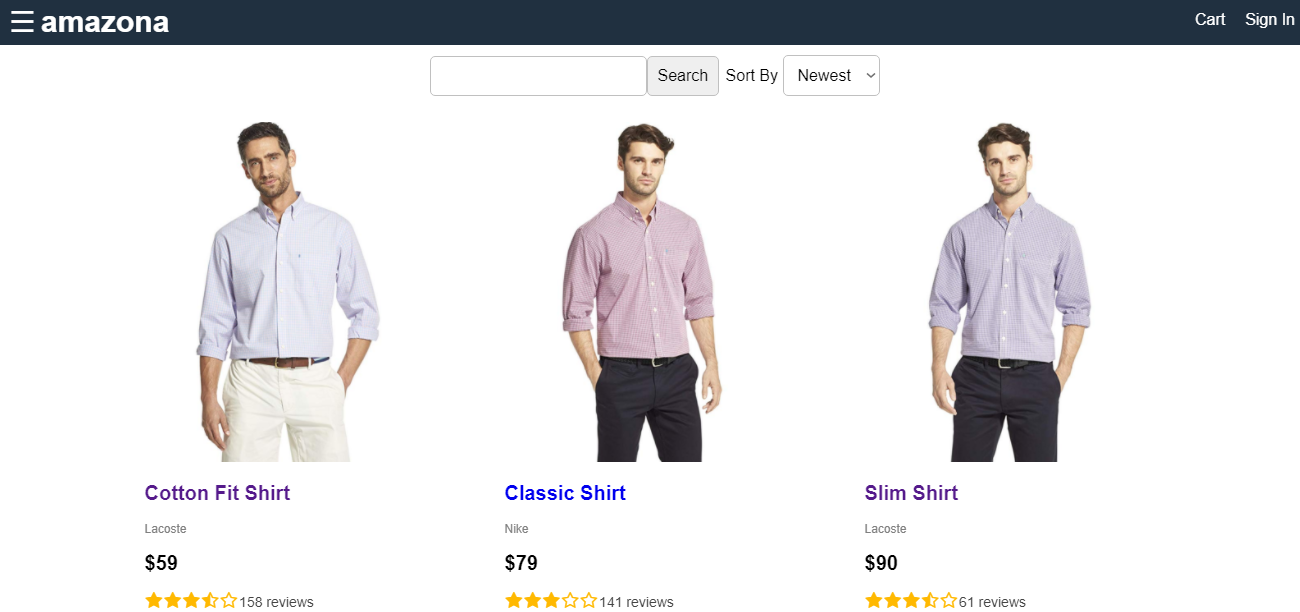 ☰ amazona Cart Sign In
Search Sort By Newest
Cotton Fit Shirt Classic Shirt Slim Shirt
Lacoste Nike Lacoste
$59 $79 $90
158 reviews 141 reviews 61 reviews